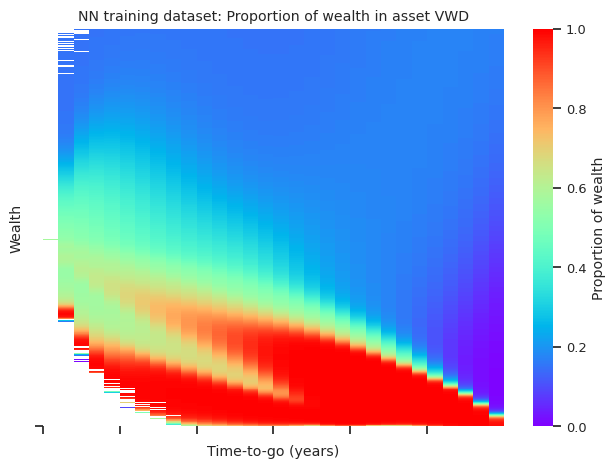 NN training dataset: Proportion of wealth in asset VWD
Wealth
Time-to-go (years)
1.0
0.8
0.6
0.4
0.2
0.0
Proportion of wealth